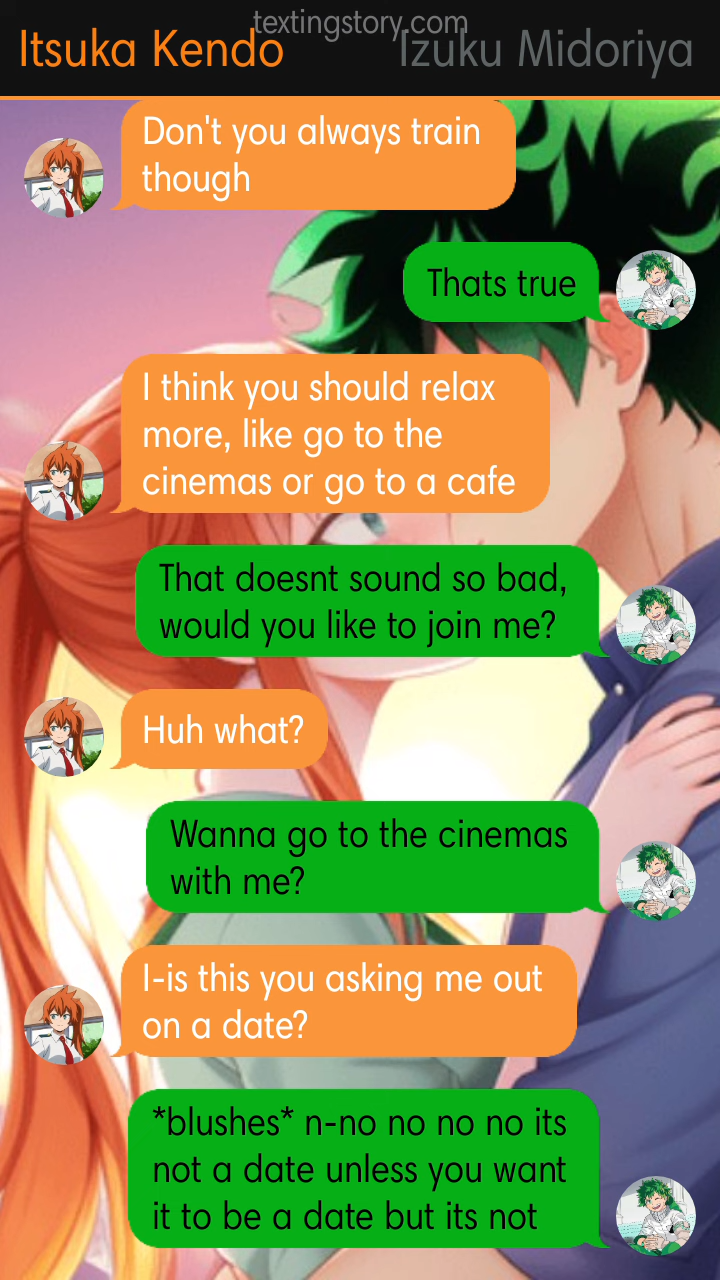 textingstory.com
Itsuka Kendo
Izuku Midoriya
Don't you always train
though
Thats true
I think you should relax
more, like go to the
cinemas or go to a cafe
That doesnt sound so bad,
would you like to join me?
Huh what?
Wanna go to the cinemas
with me?
I-is this you asking me out
on a date?
*blushes* n-no no no no its
not a date unless you want
it to be a date but its not